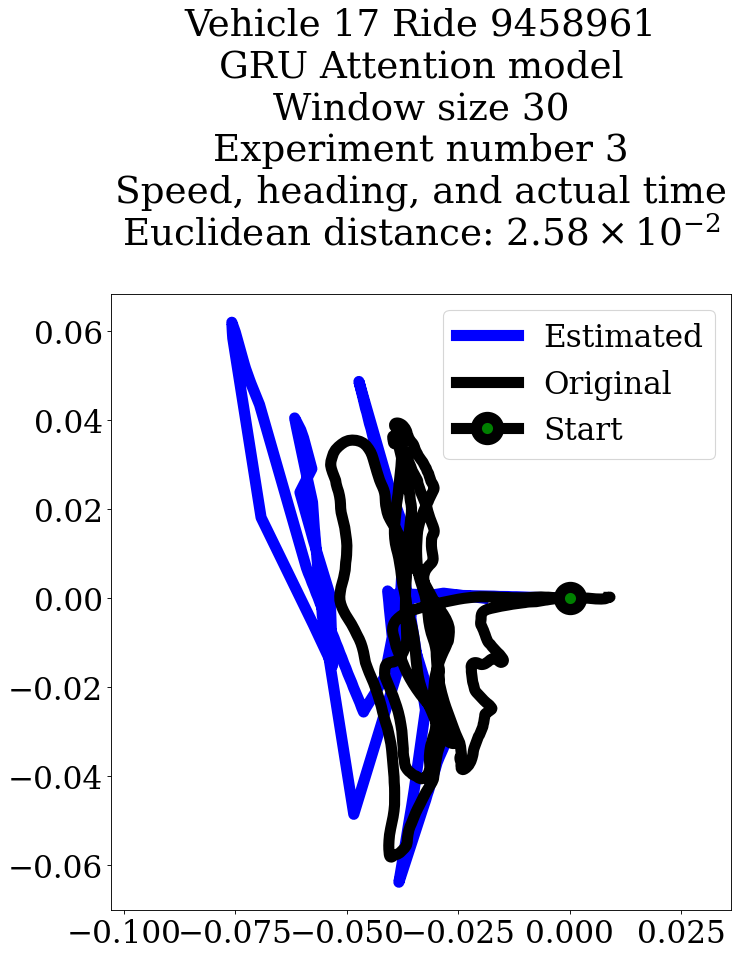 Vehicle 17 Ride 9458961
GRU Attention model
Window size 30
Experiment number 3
Speed, heading, and actual time
Euclidean distance: 2.58 × 10⁻²
Estimated
Original
Start
0.06
0.04
0.02
0.00
−0.02
−0.04
−0.06
−0.100 −0.075 −0.050 −0.025 0.000 0.025